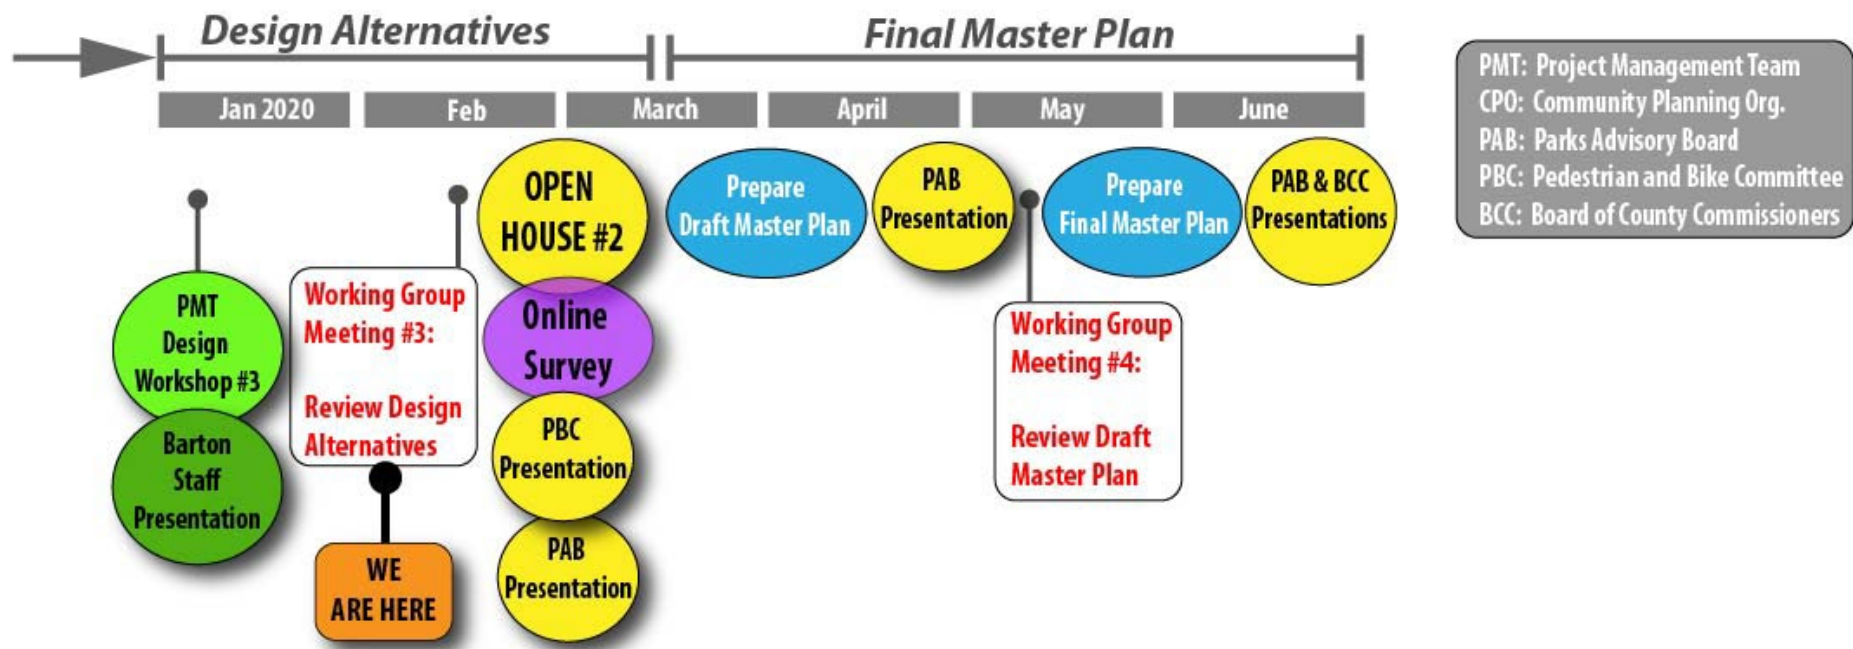 Design Alternatives
Final Master Plan
Jan 2020
Feb
March
April
May
June
PMT: Project Management Team
CPO: Community Planning Org.
PAB: Parks Advisory Board
PBC: Pedestrian and Bike Committee
BCC: Board of County Commissioners
PMT
Design
Workshop #3
Barton
Staff
Presentation
Working Group
Meeting #3:
Review Design
Alternatives
WE
ARE HERE
OPEN
HOUSE #2
Online
Survey
PBC
Presentation
PAB
Presentation
Prepare
Draft Master Plan
PAB
Presentation
Working Group
Meeting #4:
Review Draft
Master Plan
Prepare
Final Master Plan
PAB & BCC
Presentations